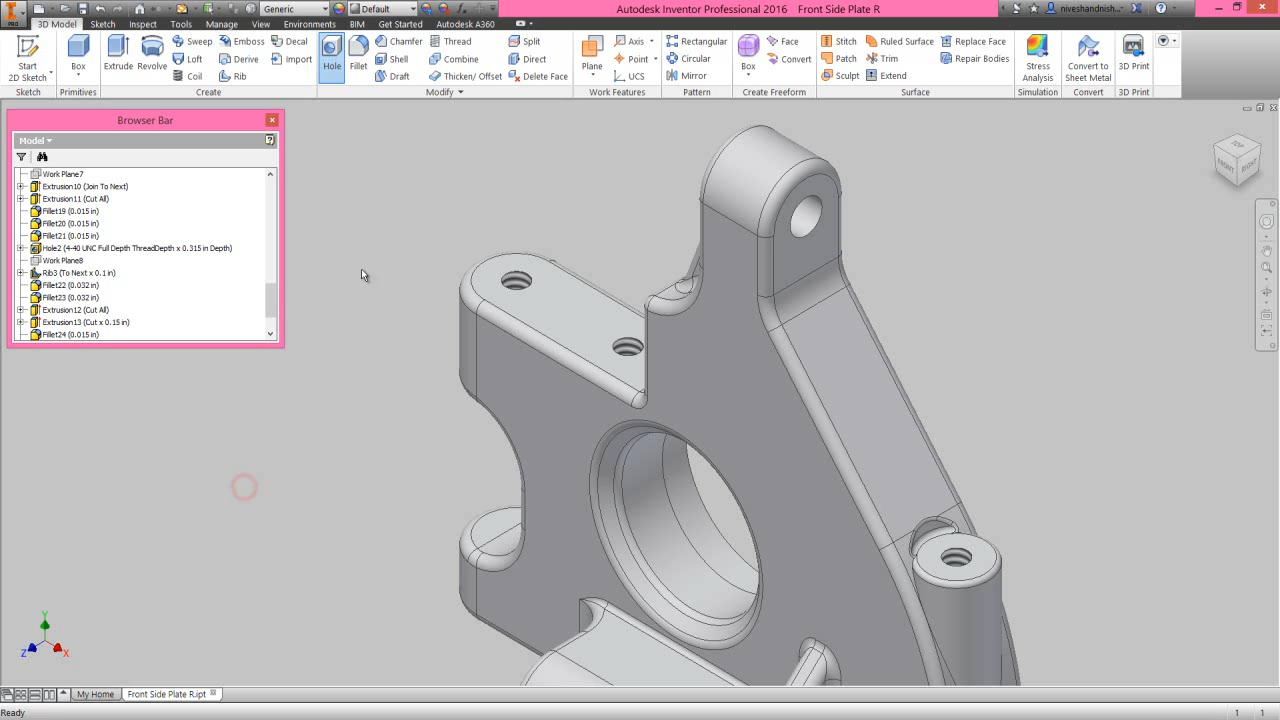 PRO
Generic
Default
Autodesk Inventor Professional 2016 Front Side Plate R
niveshandnish...
3D Model Sketch Inspect Tools Manage View Environments BIM Get Started Autodesk A360
Start
2D Sketch
Box
Extrude
Revolve
Sweep
Loft
Coil
Emboss
Derive
Rib
Decal
Import
Hole
Fillet
Chamfer
Shell
Draft
Thread
Combine
Thicken/ Offset
Split
Direct
Delete Face
Plane
Axis
Point
UCS
Rectangular
Circular
Mirror
Box
Face
Convert
Stitch
Patch
Sculpt
Ruled Surface
Trim
Extend
Replace Face
Repair Bodies
Stress
Analysis
Convert to
Sheet Metal
3D Print
Sketch Primitives Create Modify Work Features Pattern Create Freeform Surface Simulation Convert 3D Print
Browser Bar
Model
Work Plane7
Extrusion10 (Join To Next)
Extrusion11 (Cut All)
Fillet19 (0.015 in)
Fillet20 (0.015 in)
Fillet21 (0.015 in)
Hole2 (4-40 UNC Full Depth ThreadDepth x 0.315 in Depth)
Work Plane8
Rib3 (To Next x 0.1 in)
Fillet22 (0.032 in)
Fillet23 (0.032 in)
Extrusion12 (Cut All)
Extrusion13 (Cut x 0.15 in)
Fillet24 (0.015 in)
TOP
FRONT
RIGHT
Y
Z
X
My Home Front Side Plate R.ipt
Ready 1 1